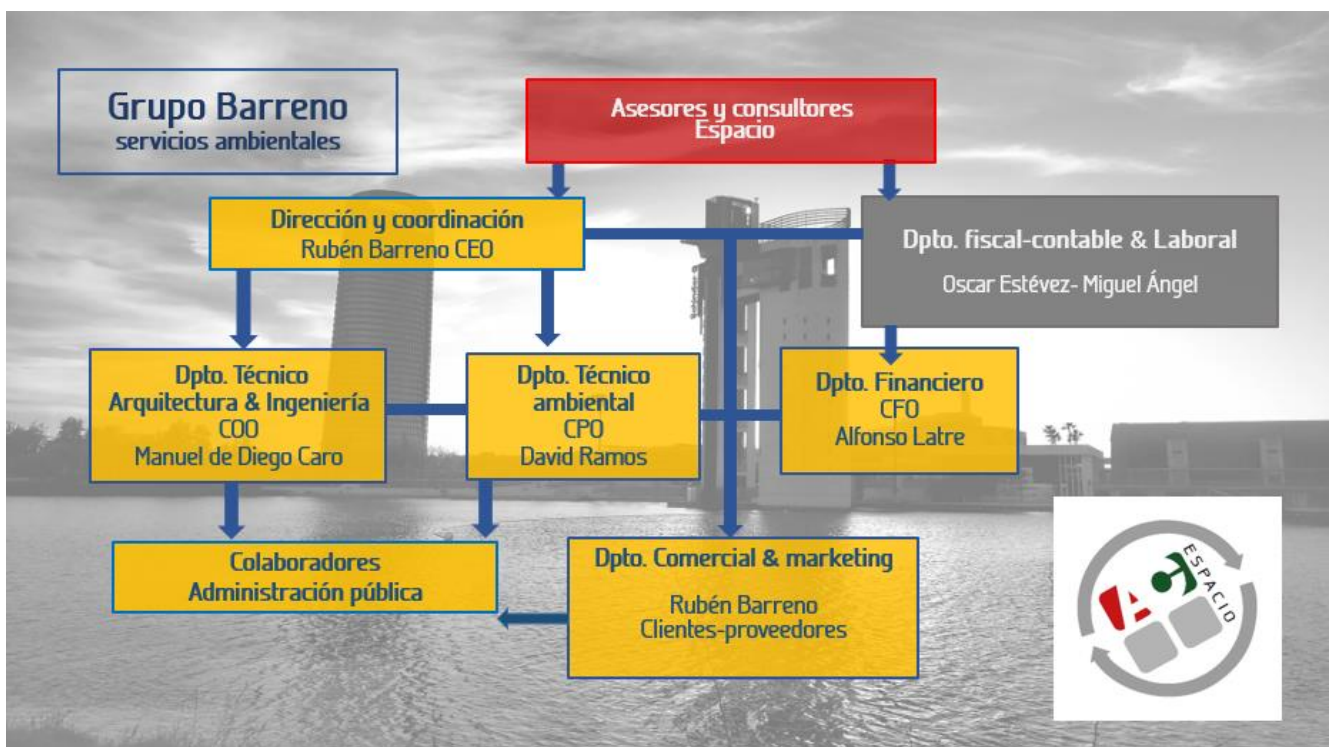 Grupo Barreno
servicios ambientales
Asesores y consultores
Espacio
Dirección y coordinación
Rubén Barreno CEO
Dpto. fiscal-contable & Laboral
Oscar Estévez- Miguel Ángel
Dpto. Técnico
Arquitectura & Ingeniería
COO
Manuel de Diego Caro
Dpto. Técnico
ambiental
CPO
David Ramos
Dpto. Financiero
CFO
Alfonso Latre
Colaboradores
Administración pública
Dpto. Comercial & marketing
Rubén Barreno
Clientes-proveedores
ESPACIO